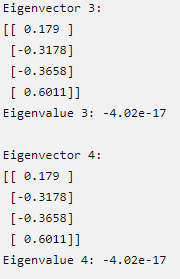 Eigenvector 3:
[[ 0.179 ]
[-0.3178]
[-0.3658]
[ 0.6011]]
Eigenvalue 3: -4.02e-17
Eigenvector 4:
[[ 0.179 ]
[-0.3178]
[-0.3658]
[ 0.6011]]
Eigenvalue 4: -4.02e-17